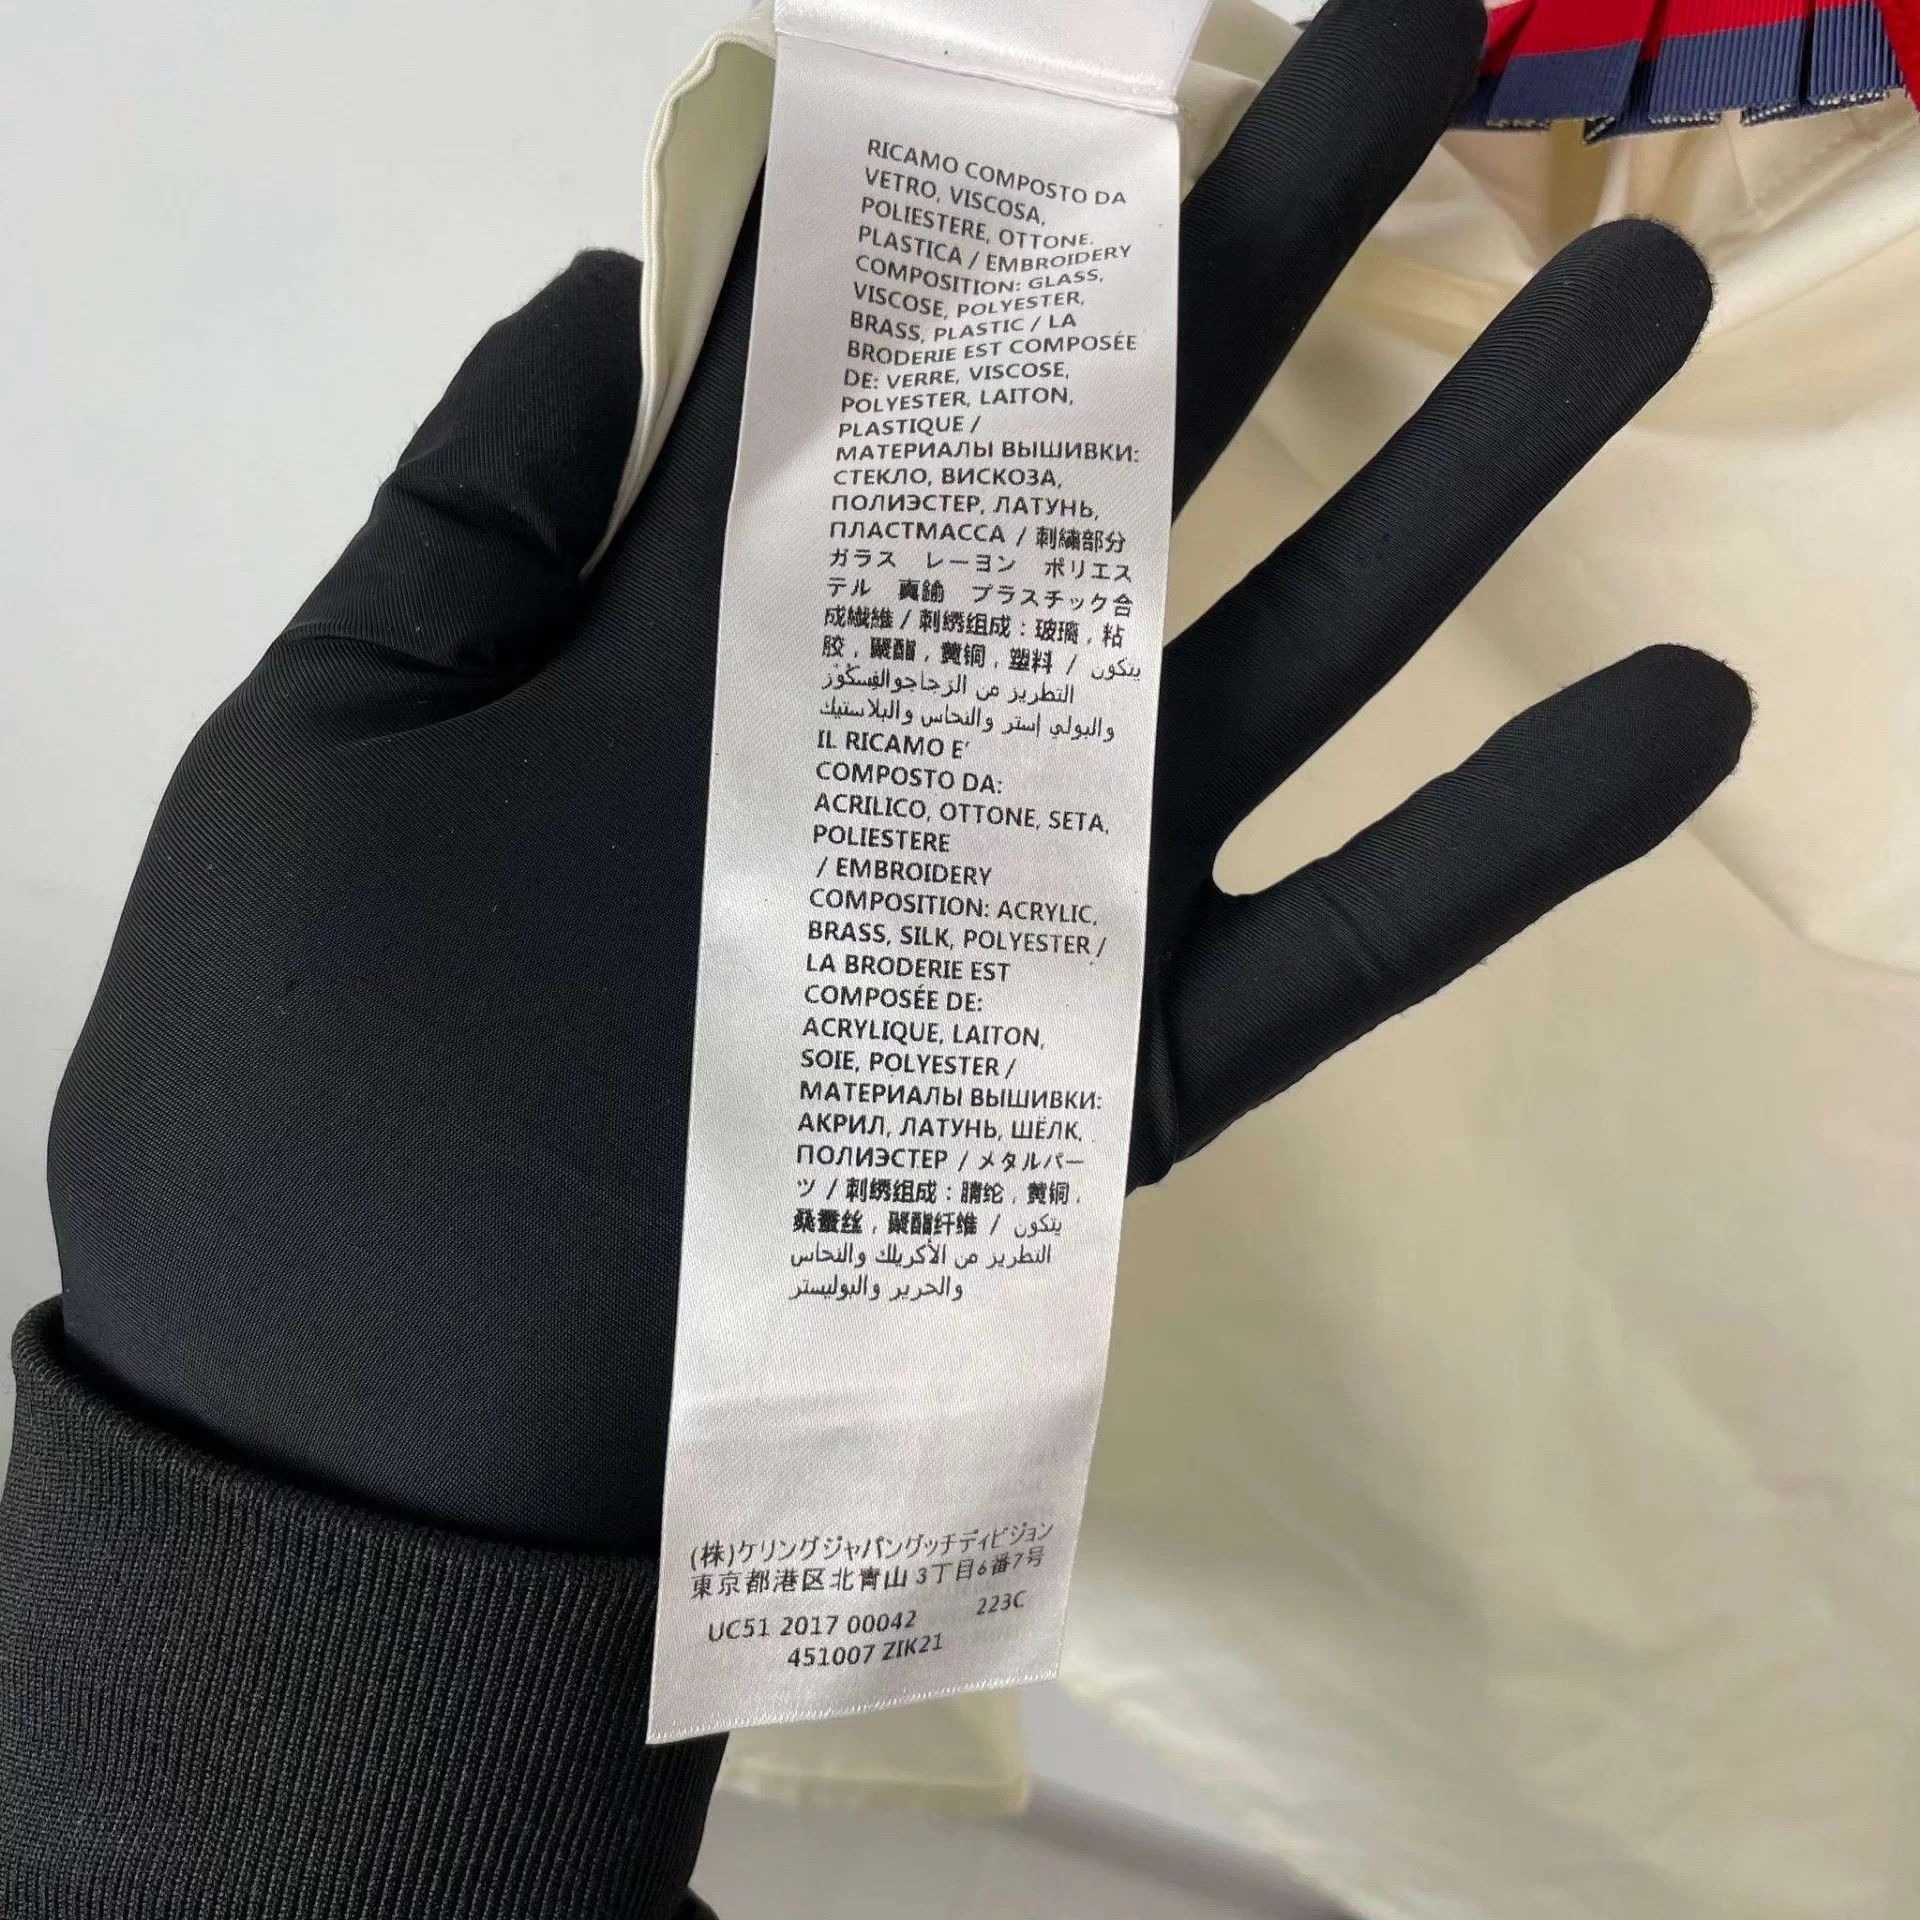 RICAMO COMPOSTO DA
VETRO, VISCOSA,
POLIESTERE, OTTONE,
PLASTICA / EMBROIDERY
COMPOSITION: GLASS,
VISCOSE, POLYESTER,
BRASS, PLASTIC / LA
BRODERIE EST COMPOSÉE
DE: VERRE, VISCOSE,
POLYESTER, LAITON,
PLASTIQUE /
МАТЕРИАЛЫ ВЫШИВКИ:
СТЕКЛО, ВИСКОЗА,
ПОЛИЭСТЕР, ЛАТУНЬ,
ПЛАСТМАССА / 刺繍部分
ガラス レーヨン ポリエス
テル 真鍮 プラスチック合
成繊維 / 刺绣组成 : 玻璃 , 粘
胶 , 聚酯 , 黄铜 , 塑料 / يتكون
التطريز من الزجاجوالفِسكُوْز
والبولي إستر والنحاس والبلاستيك
IL RICAMO E'
COMPOSTO DA:
ACRILICO, OTTONE, SETA,
POLIESTERE
/ EMBROIDERY
COMPOSITION: ACRYLIC,
BRASS, SILK, POLYESTER /
LA BRODERIE EST
COMPOSÉE DE:
ACRYLIQUE, LAITON,
SOIE, POLYESTER /
МАТЕРИАЛЫ ВЫШИВКИ:
АКРИЛ, ЛАТУНЬ, ШЁЛК,
ПОЛИЭСТЕР / メタルパー
ツ / 刺绣组成 : 腈纶 , 黄铜 ,
桑蚕丝 , 聚酯纤维 / يتكون
التطريز من الأكريلك والنحاس
والحرير والبوليستر
(株)ケリングジャパングッチディビジョン
東京都港区北青山 3丁目6番7号
UC51 2017 00042 223C
451007 ZIK21